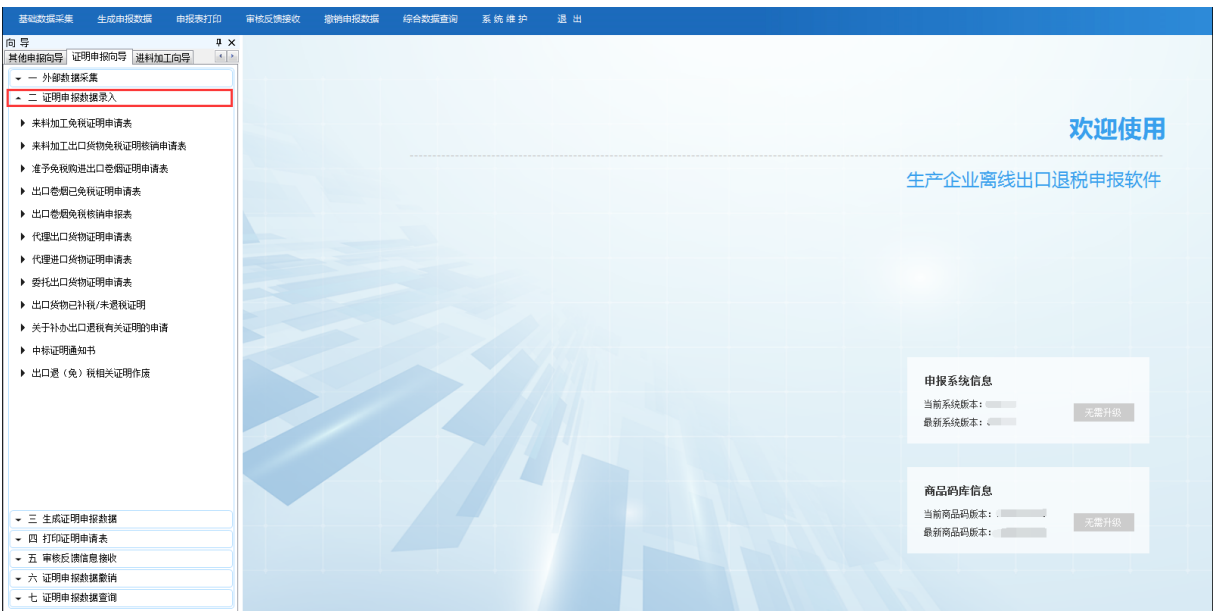 基础数据采集 生成申报数据 申报表打印 审核反馈接收 撤销申报数据 综合数据查询 系统维护 退出
向导
其他申报向导 证明申报向导 进料加工向导
一 外部数据采集
二 证明申报数据录入
来料加工免税证明申请表
来料加工出口货物免税证明核销申请表
准予免税购进出口卷烟证明申请表
出口卷烟已免税证明申请表
出口卷烟免税核销申报表
代理出口货物证明申请表
代理进口货物证明申请表
委托出口货物证明申请表
出口货物已补税/未退税证明
关于补办出口退税有关证明的申请
中标证明通知书
出口退（免）税相关证明作废
三 生成证明申报数据
四 打印证明申请表
五 审核反馈信息接收
六 证明申报数据撤销
七 证明申报数据查询
欢迎使用
生产企业离线出口退税申报软件
申报系统信息
当前系统版本：
最新系统版本：
无需升级
商品码库信息
当前商品码版本：
最新商品码版本：
无需升级